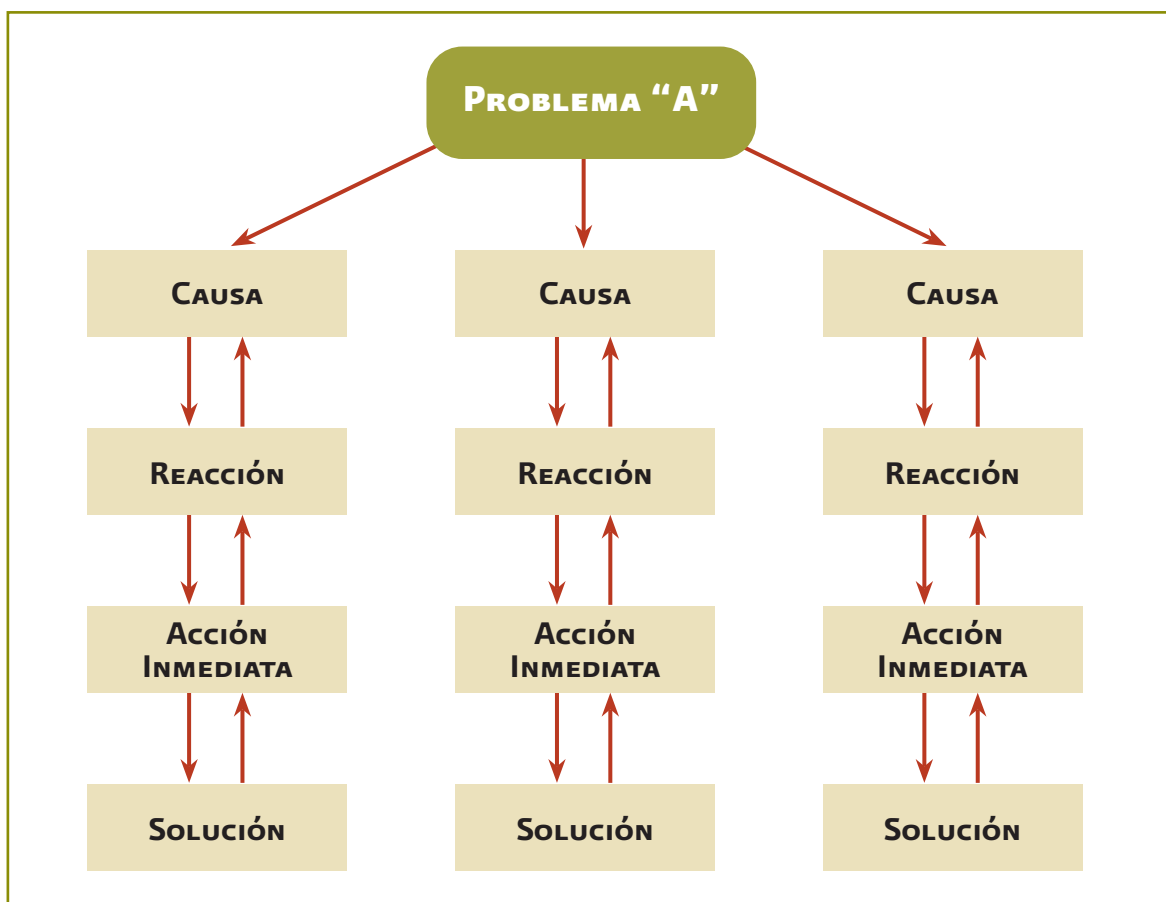 Problema “A”
Causa
Causa
Causa
Reacción
Reacción
Reacción
Acción
Inmediata
Acción
Inmediata
Acción
Inmediata
Solución
Solución
Solución